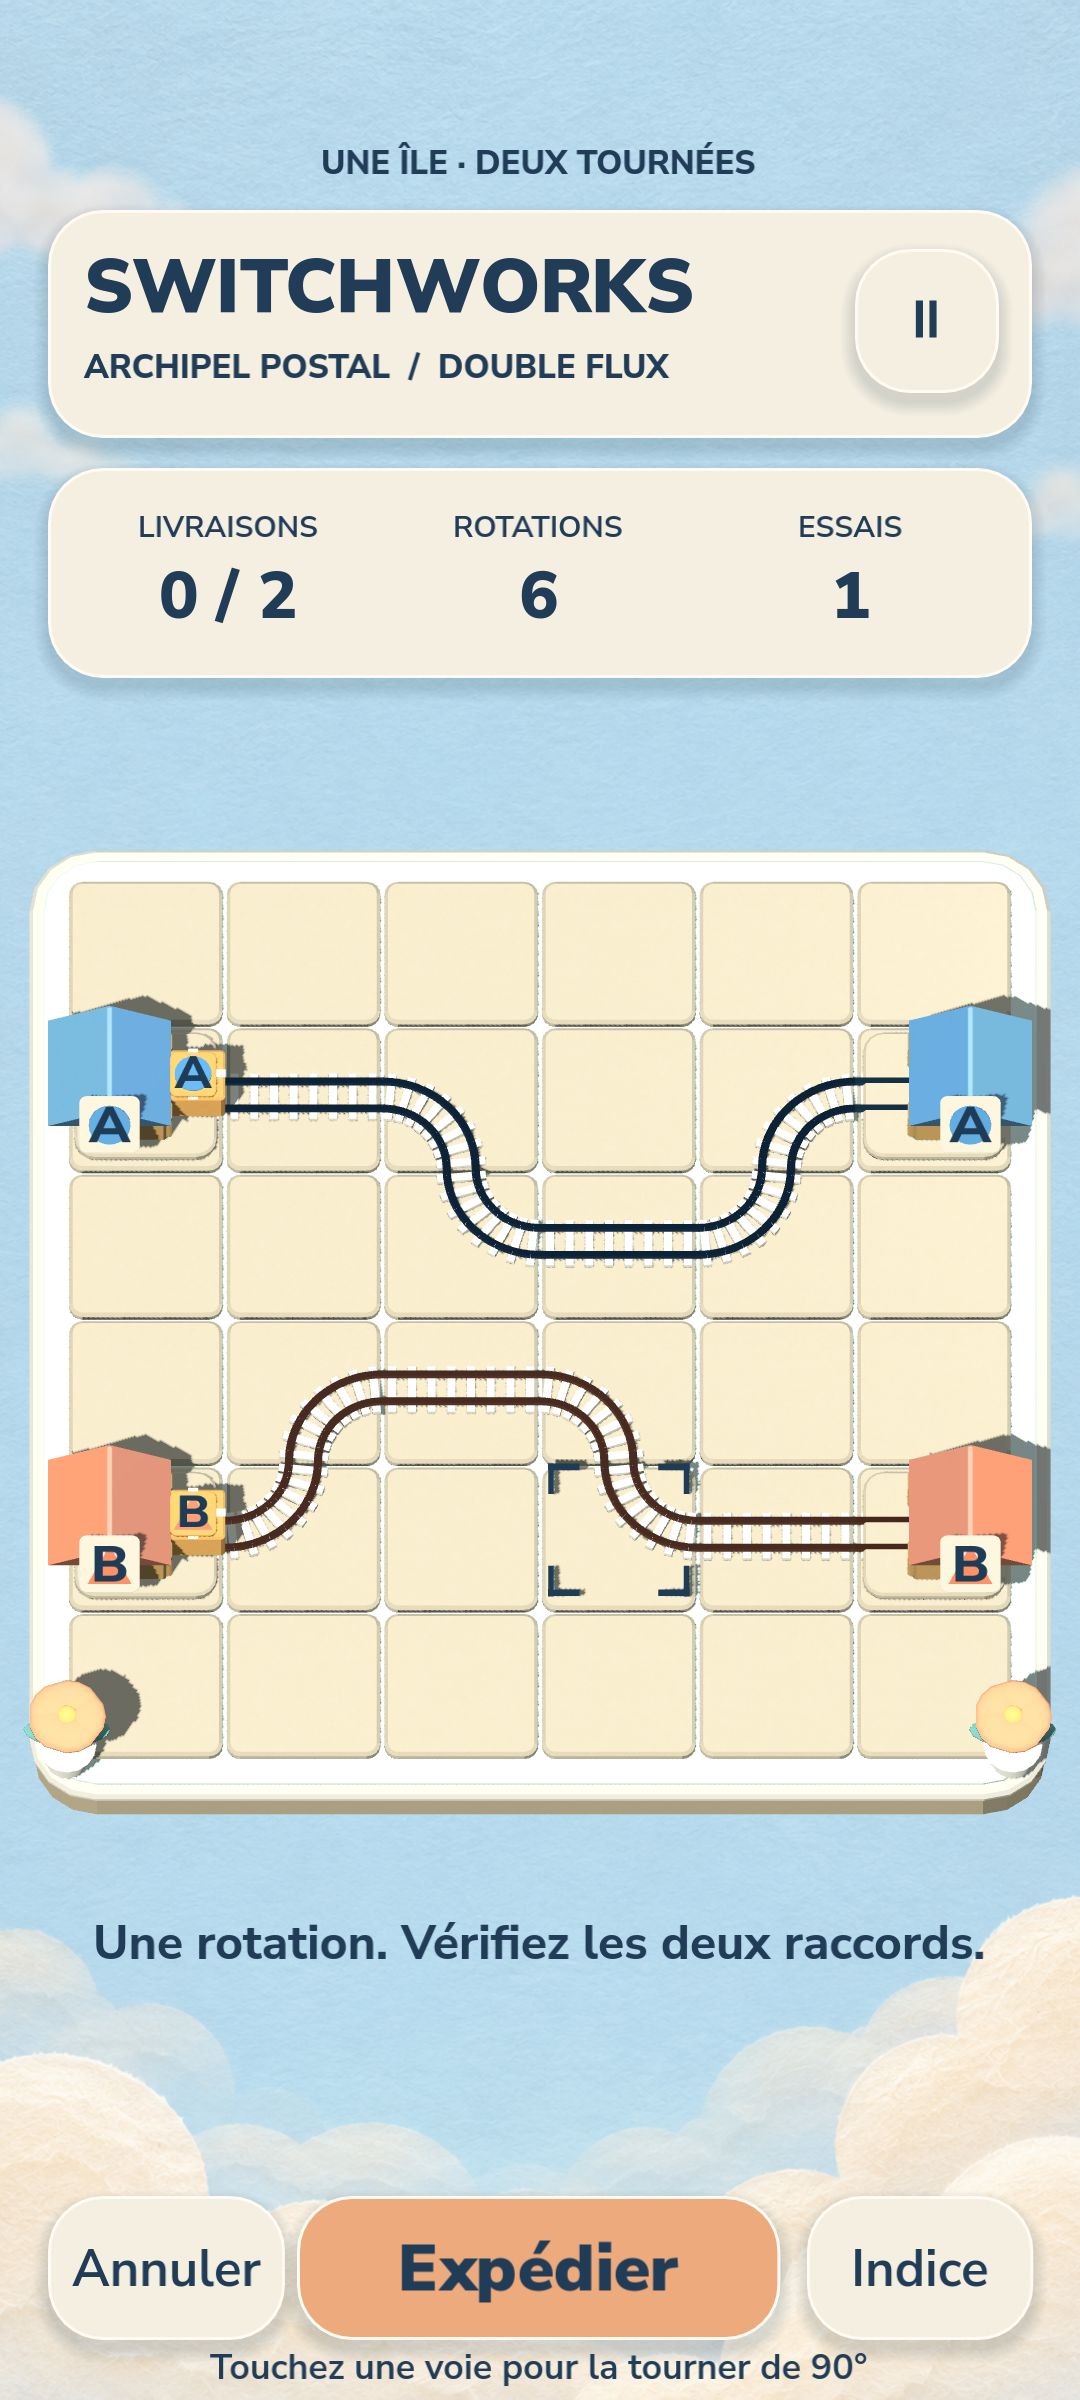 UNE ÎLE · DEUX TOURNÉES
SWITCHWORKS
ARCHIPEL POSTAL / DOUBLE FLUX
LIVRAISONS
ROTATIONS
ESSAIS
0 / 2
6
1
A
A
A
B
B
B
Une rotation. Vérifiez les deux raccords.
Annuler
Expédier
Indice
Touchez une voie pour la tourner de 90°